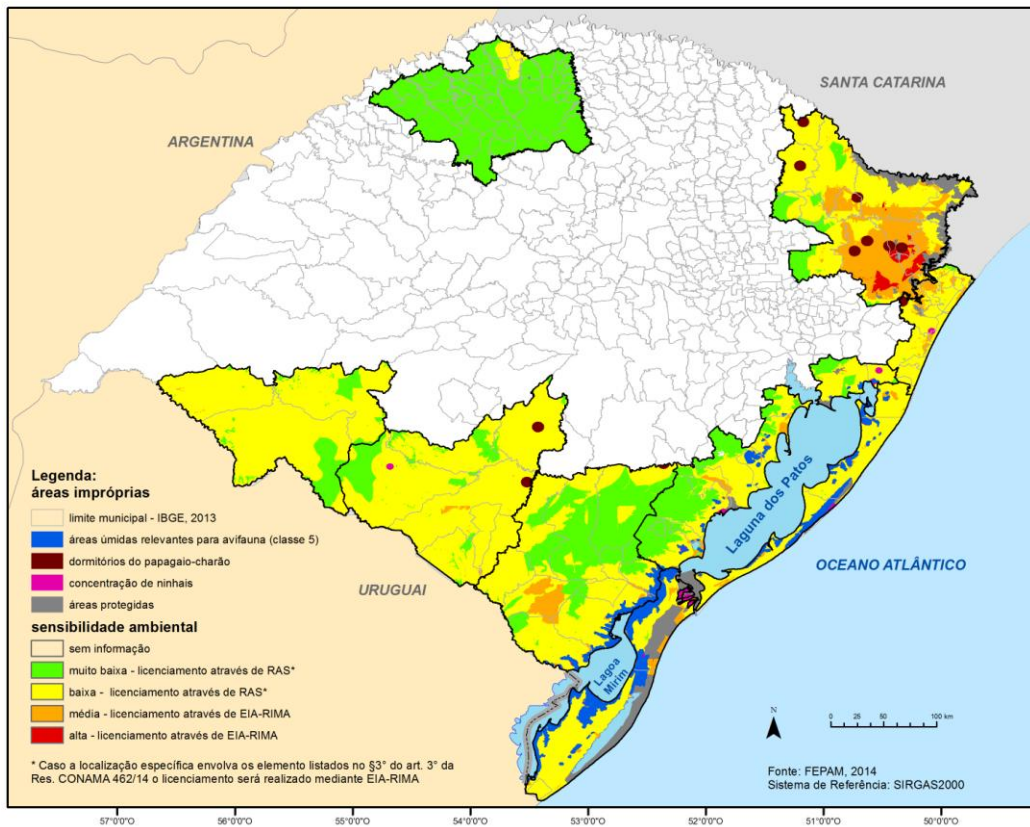 SANTA CATARINA
ARGENTINA
Laguna dos Patos
OCEANO ATLÂNTICO
URUGUAI
Lagoa
Mirim
Legenda:
áreas impróprias
limite municipal - IBGE, 2013
áreas úmidas relevantes para avifauna (classe 5)
dormitórios do papagaio-charão
concentração de ninhais
áreas protegidas
sensibilidade ambiental
sem informação
muito baixa - licenciamento através de RAS*
baixa - licenciamento através de RAS*
média - licenciamento através de EIA-RIMA
alta - licenciamento através de EIA-RIMA
* Caso a localização específica envolva os elemento listados no §3° do art. 3° da
Res. CONAMA 462/14 o licenciamento será realizado mediante EIA-RIMA
N
0 25 50 100 km
Fonte: FEPAM, 2014
Sistema de Referência: SIRGAS2000
57°0'0"O 56°0'0"O 55°0'0"O 54°0'0"O 53°0'0"O 52°0'0"O 51°0'0"O 50°0'0"O